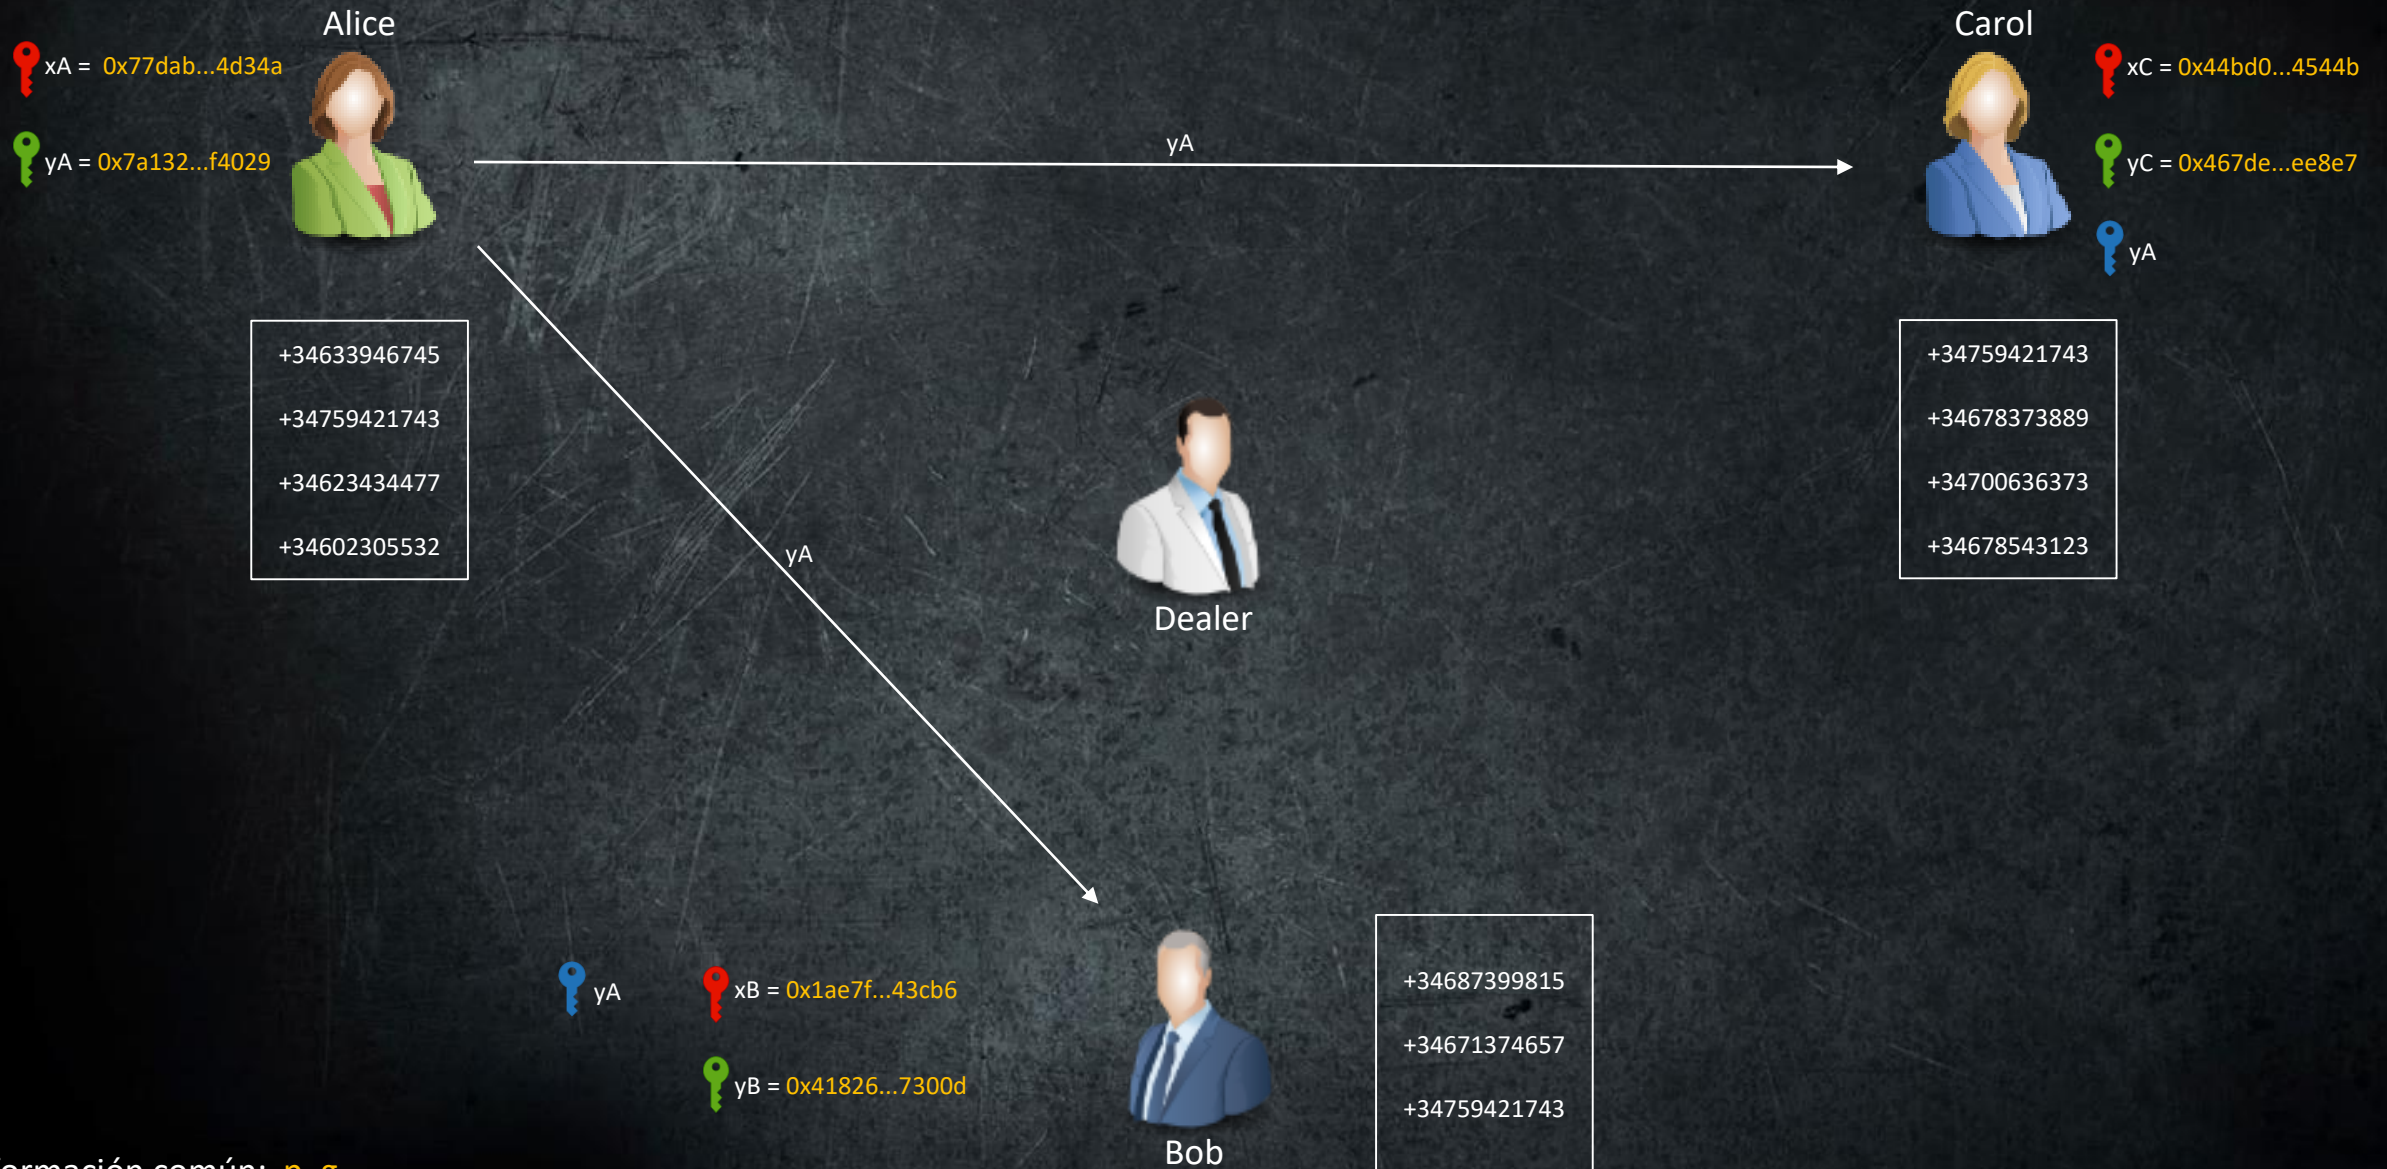 Alice
Carol
xA = 0x77dab...4d34a
xC = 0x44bd0...4544b
yA
yA = 0x7a132...f4029
yC = 0x467de...ee8e7
yA
+34633946745
+34759421743
+34623434477
+34602305532
+34759421743
+34678373889
+34700636373
+34678543123
yA
Dealer
yA
xB = 0x1ae7f...43cb6
yB = 0x41826...7300d
+34687399815
+34671374657
+34759421743
Bob
común: